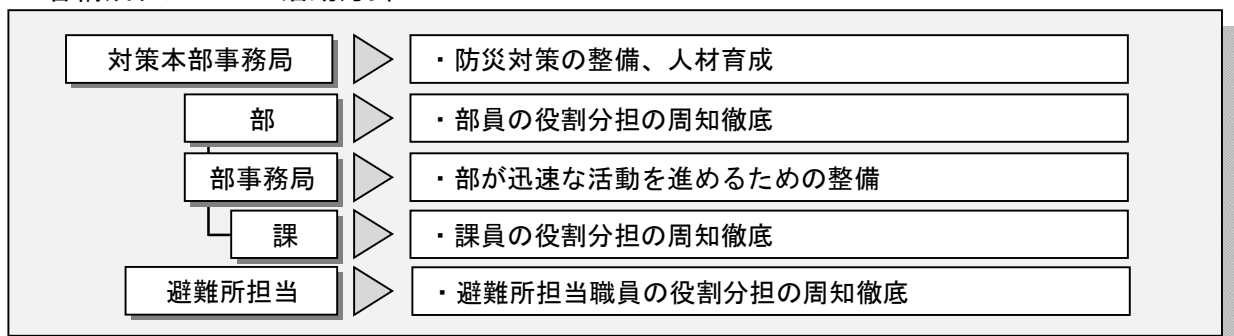 対策本部事務局 ・防災対策の整備、人材育成
部 ・部員の役割分担の周知徹底
部事務局 ・部が迅速な活動を進めるための整備
課 ・課員の役割分担の周知徹底
避難所担当 ・避難所担当職員の役割分担の周知徹底